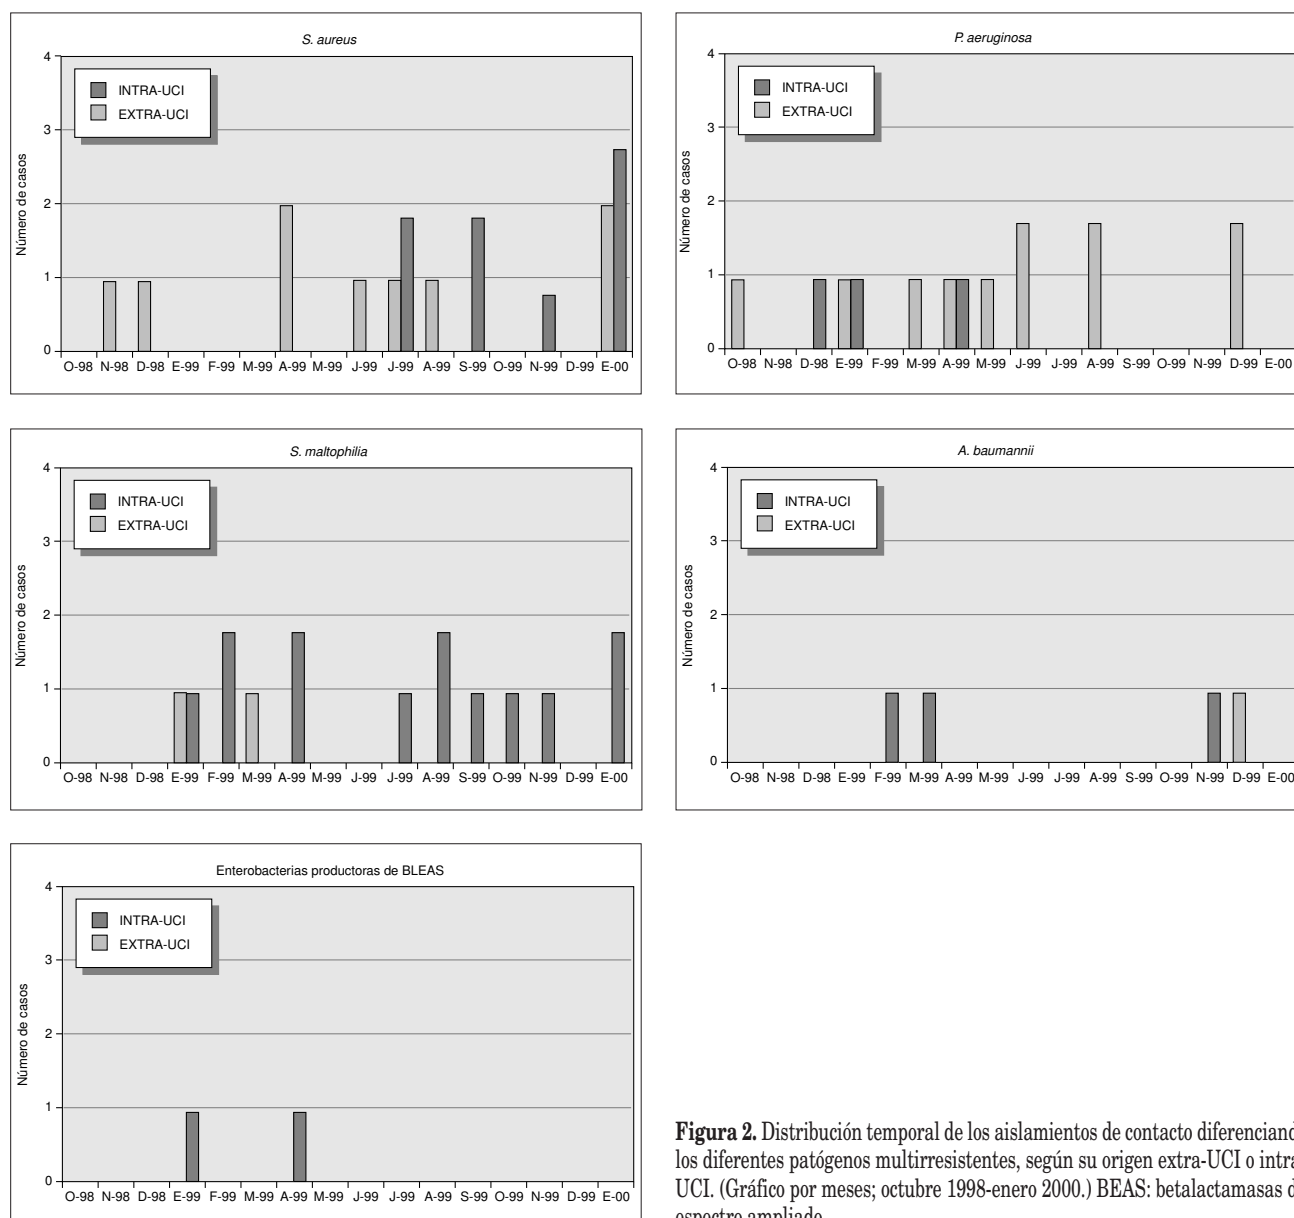 S. aureus
4
3
2
1
0
Número de casos
INTRA-UCI
EXTRA-UCI
O-98 N-98 D-98 E-99 F-99 M-99 A-99 M-99 J-99 J-99 A-99 S-99 O-99 N-99 D-99 E-00
P. aeruginosa
4
3
2
1
0
Número de casos
INTRA-UCI
EXTRA-UCI
O-98 N-98 D-98 E-99 F-99 M-99 A-99 M-99 J-99 J-99 A-99 S-99 O-99 N-99 D-99 E-00
S. maltophilia
4
3
2
1
0
Número de casos
INTRA-UCI
EXTRA-UCI
O-98 N-98 D-98 E-99 F-99 M-99 A-99 M-99 J-99 J-99 A-99 S-99 O-99 N-99 D-99 E-00
A. baumannii
4
3
2
1
0
Número de casos
INTRA-UCI
EXTRA-UCI
O-98 N-98 D-98 E-99 F-99 M-99 A-99 M-99 J-99 J-99 A-99 S-99 O-99 N-99 D-99 E-00
Enterobacterias productoras de BLEAS
4
3
2
1
0
Número de casos
INTRA-UCI
EXTRA-UCI
O-98 N-98 D-98 E-99 F-99 M-99 A-99 M-99 J-99 J-99 A-99 S-99 O-99 N-99 D-99 E-00
Figura 2. Distribución temporal de los aislamientos de contacto diferenciand
los diferentes patógenos multirresistentes, según su origen extra-UCI o intra
UCI. (Gráfico por meses; octubre 1998-enero 2000.) BEAS: betalactamasas d
espectro ampliado